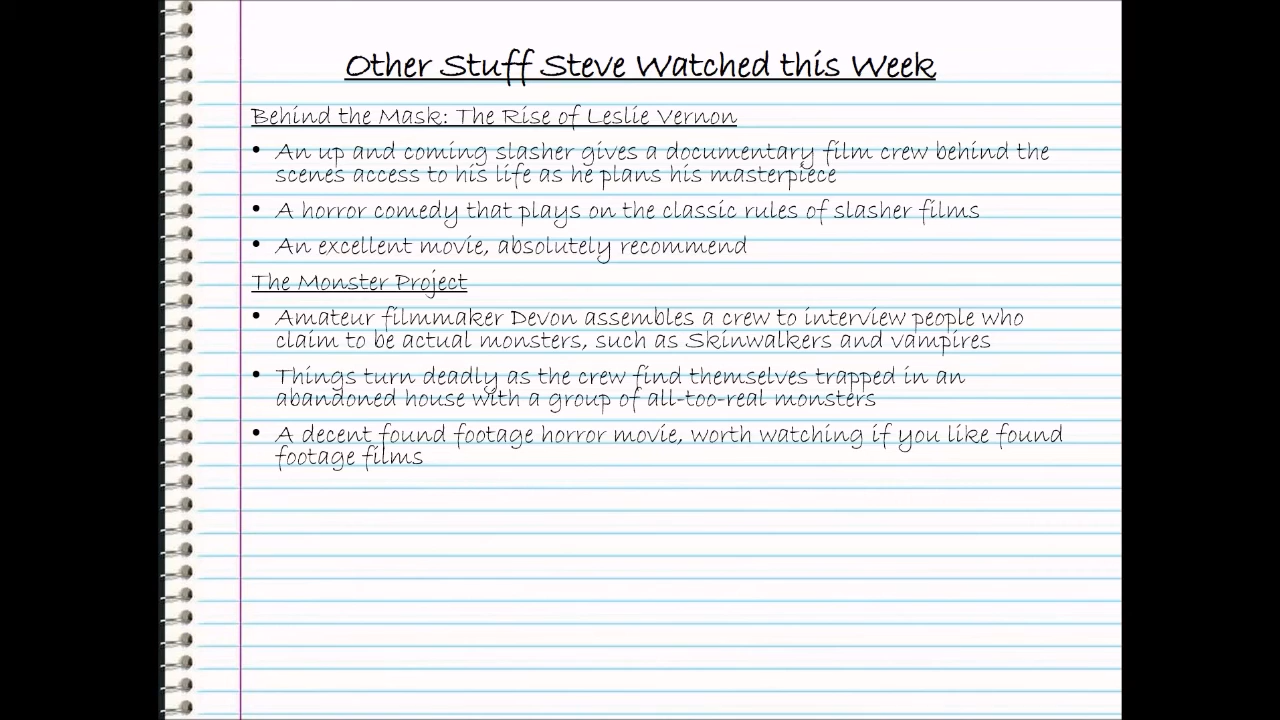 Other Stuff Steve Watched this Week
Behind the Mask: The Rise of Leslie Vernon
• An up and coming slasher gives a documentary film crew behind the
scenes access to his life as he plans his masterpiece
• A horror comedy that plays on the classic rules of slasher films
• An excellent movie, absolutely recommend
The Monster Project
• Amateur filmmaker Devon assembles a crew to interview people who
claim to be actual monsters, such as Skinwalkers and vampires
• Things turn deadly as the crew find themselves trapped in an
abandoned house with a group of all-too-real monsters
• A decent found footage horror movie, worth watching if you like found
footage films